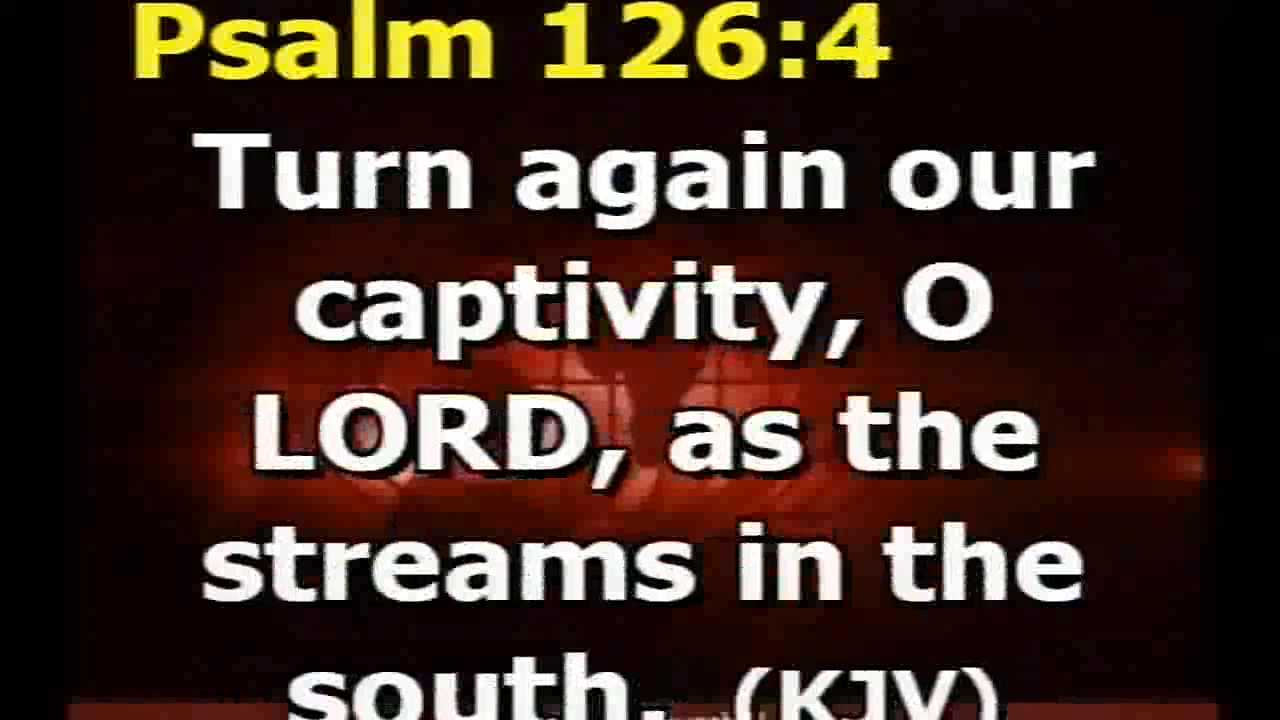 Psalm 126:4
Turn again our
captivity, O
LORD, as the
streams in the
south. (KJV)